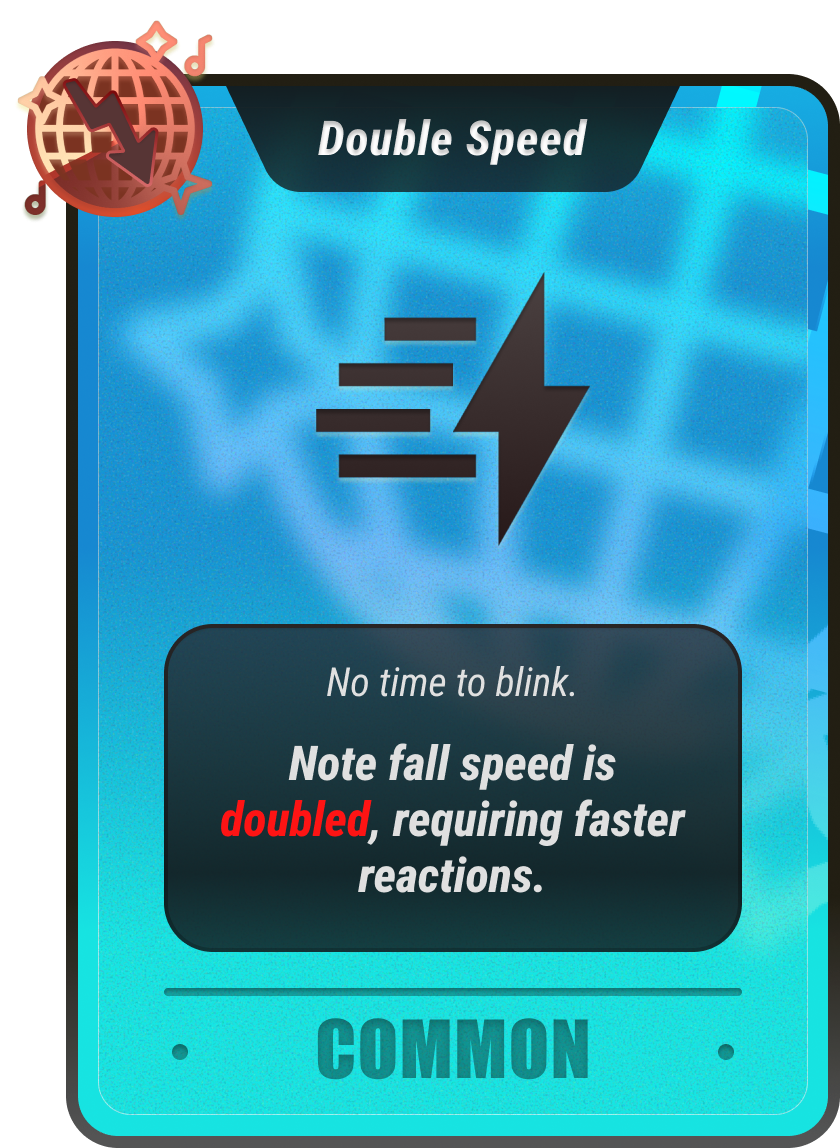 Double Speed
No time to blink.
Note fall speed is
doubled, requiring faster
reactions.
COMMON